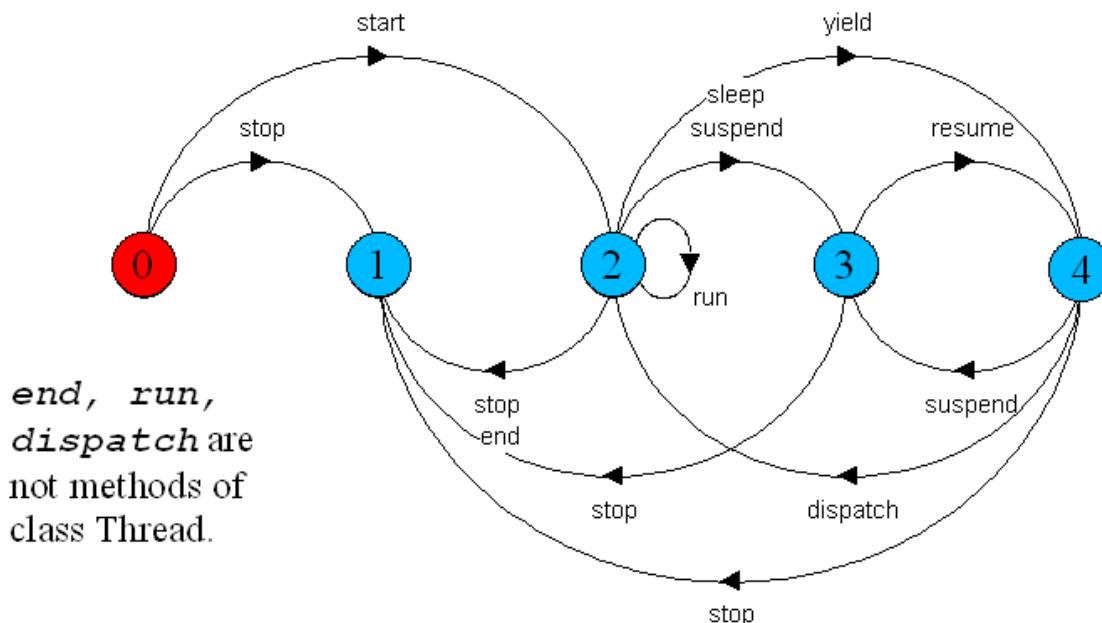 start
yield
sleep
stop
suspend
resume
0
1
2
3
4
run
end, run,
dispatch are
not methods of
class Thread.
stop
end
suspend
stop
dispatch
stop